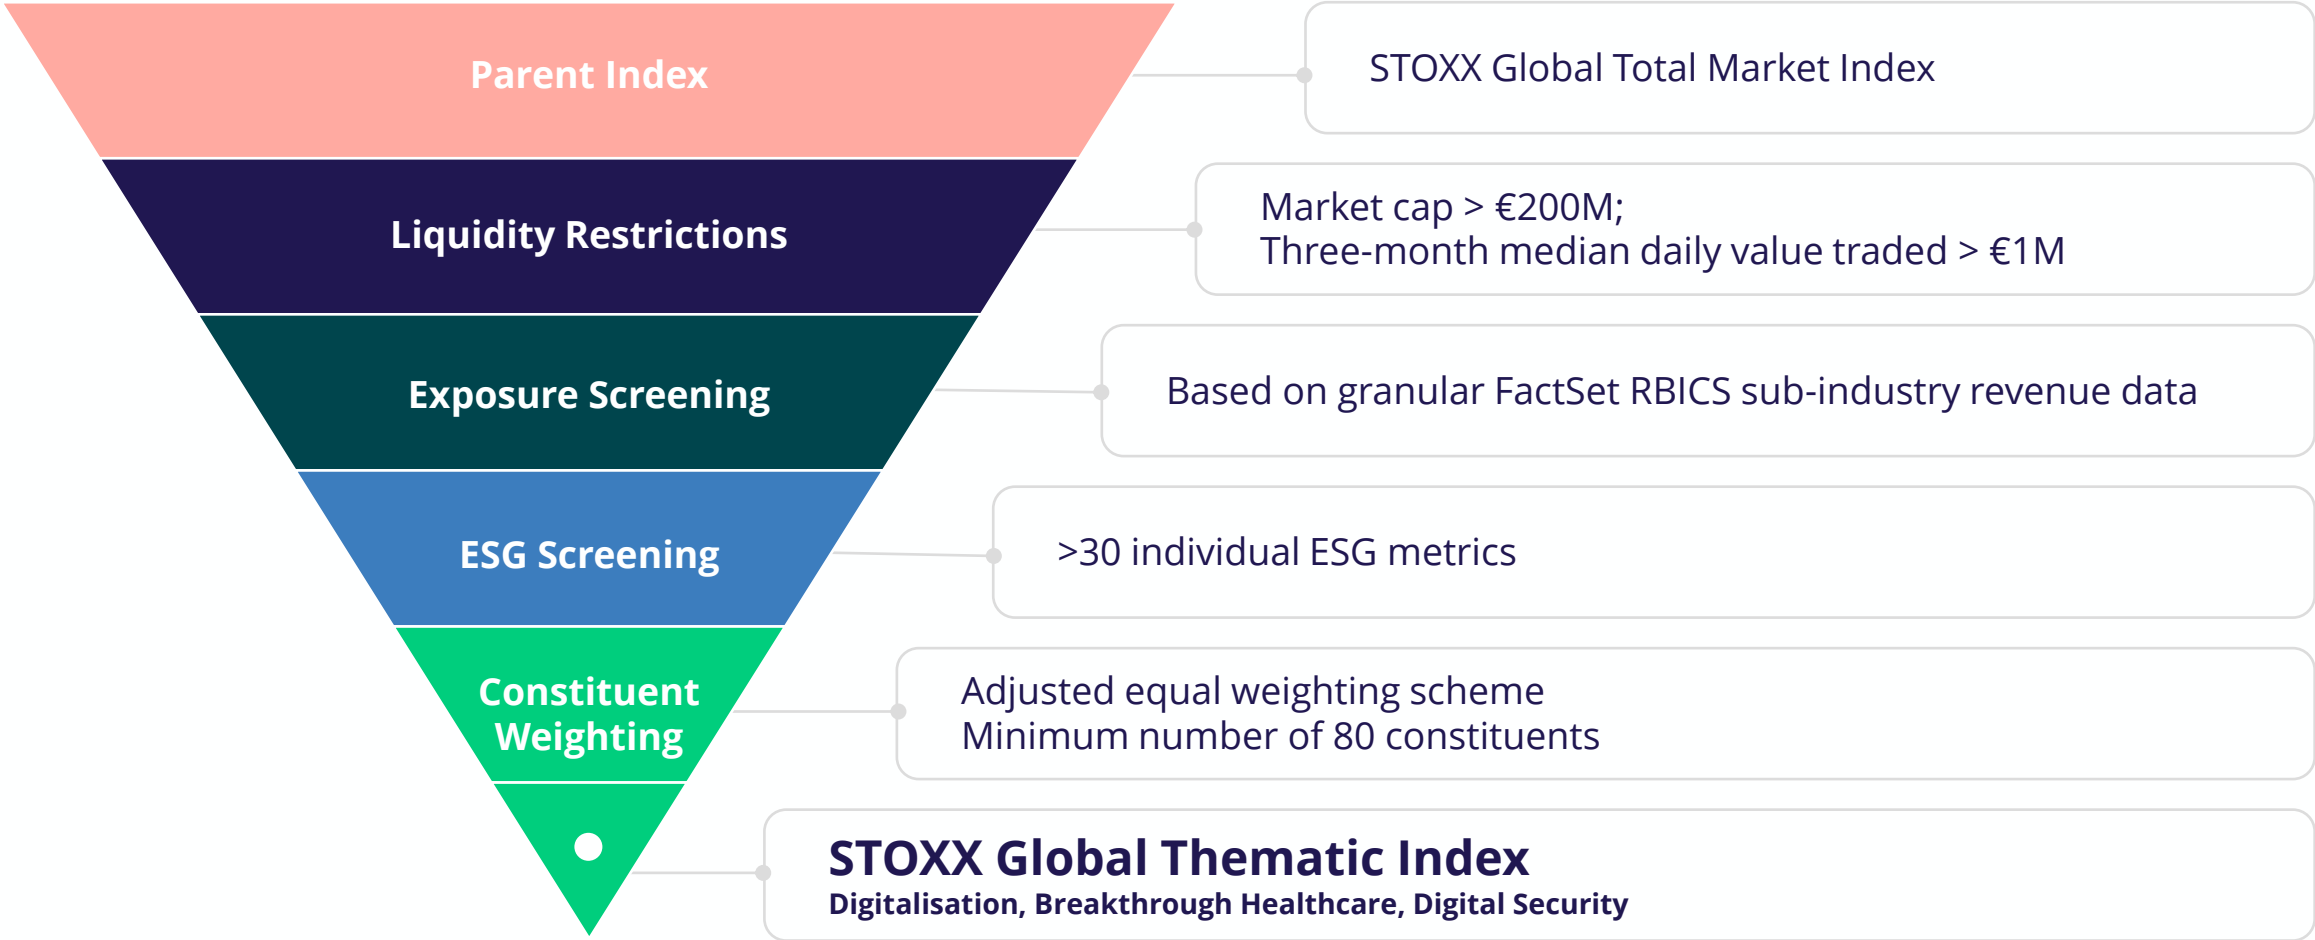 Parent Index
STOXX Global Total Market Index
Liquidity Restrictions
Market cap > €200M;
Three-month median daily value traded > €1M
Exposure Screening
Based on granular FactSet RBICS sub-industry revenue data
ESG Screening
>30 individual ESG metrics
Constituent
Weighting
Adjusted equal weighting scheme
Minimum number of 80 constituents
STOXX Global Thematic Index
Digitalisation, Breakthrough Healthcare, Digital Security